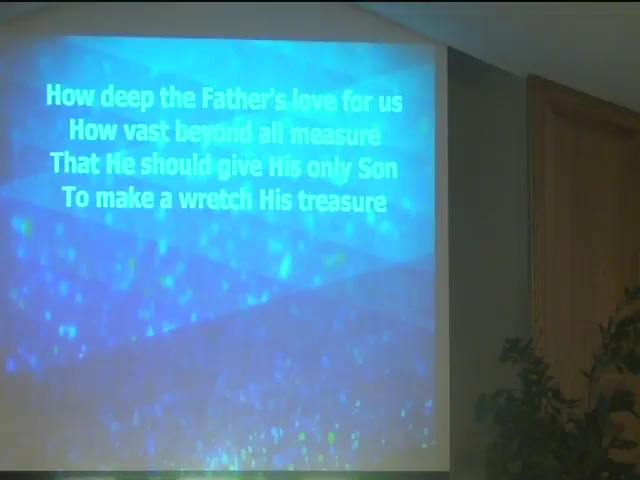 How deep the Father's love for us
How vast beyond all measure
That He should give His only Son
To make a wretch His treasure